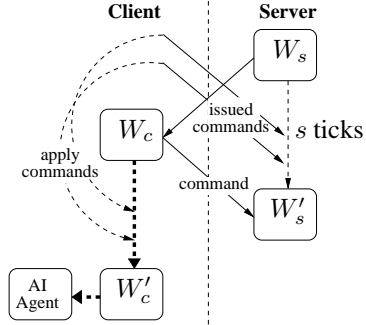 Client
Server
W_s
issued
commands
s ticks
W_c
apply
commands
command
W'_s
AI
Agent
W'_c